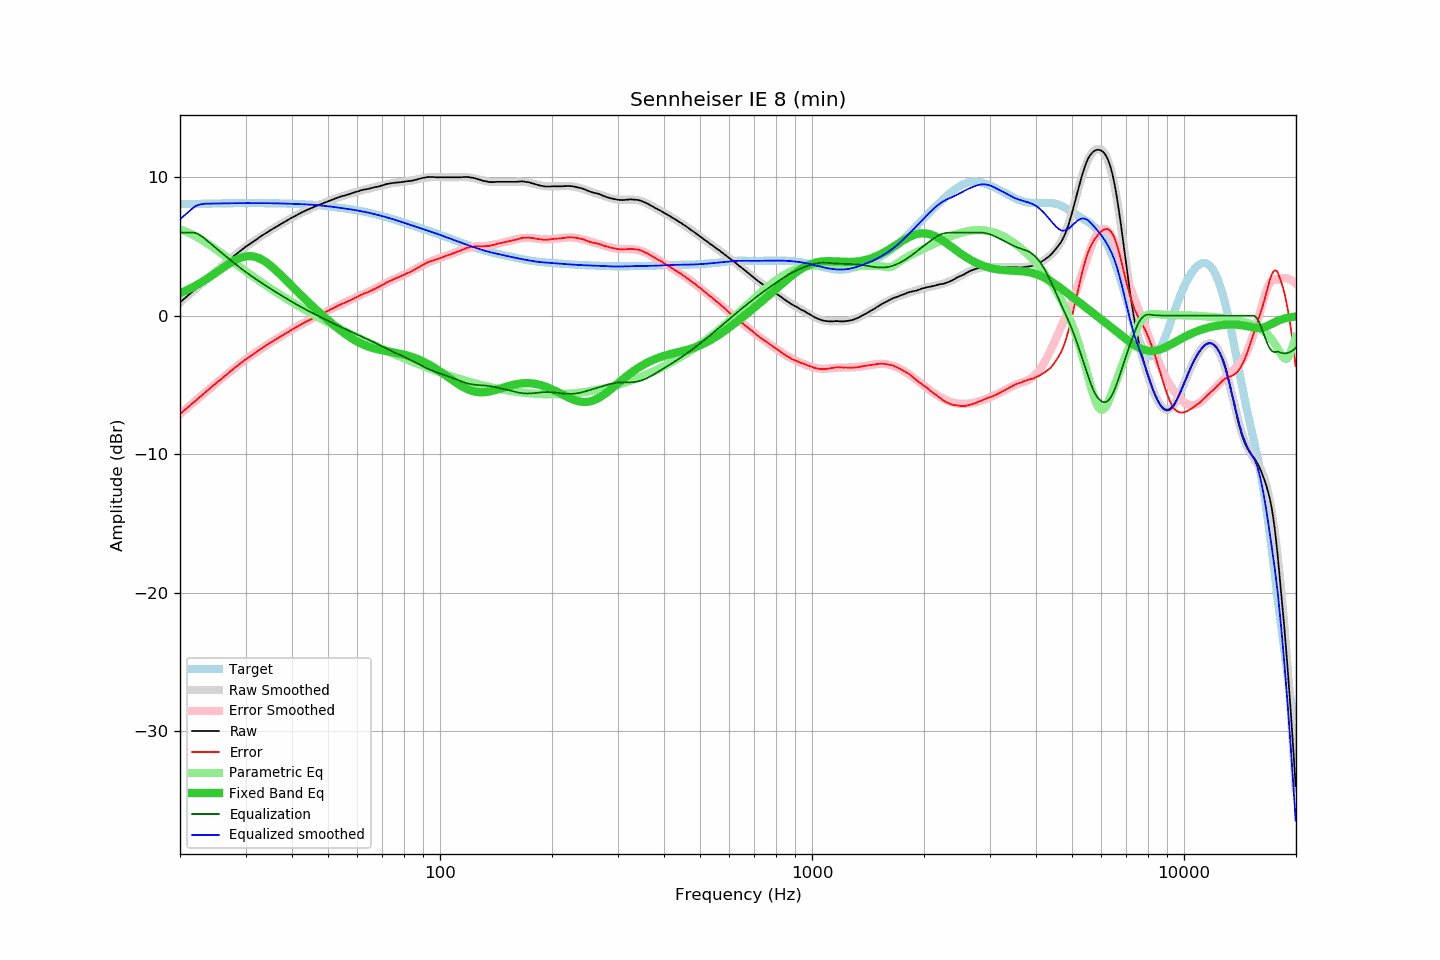 Sennheiser IE 8 (min)
10
0
−10
−20
−30
Amplitude (dBr)
Target
Raw Smoothed
Error Smoothed
Raw
Error
Parametric Eq
Fixed Band Eq
Equalization
Equalized smoothed
100
1000
10000
Frequency (Hz)